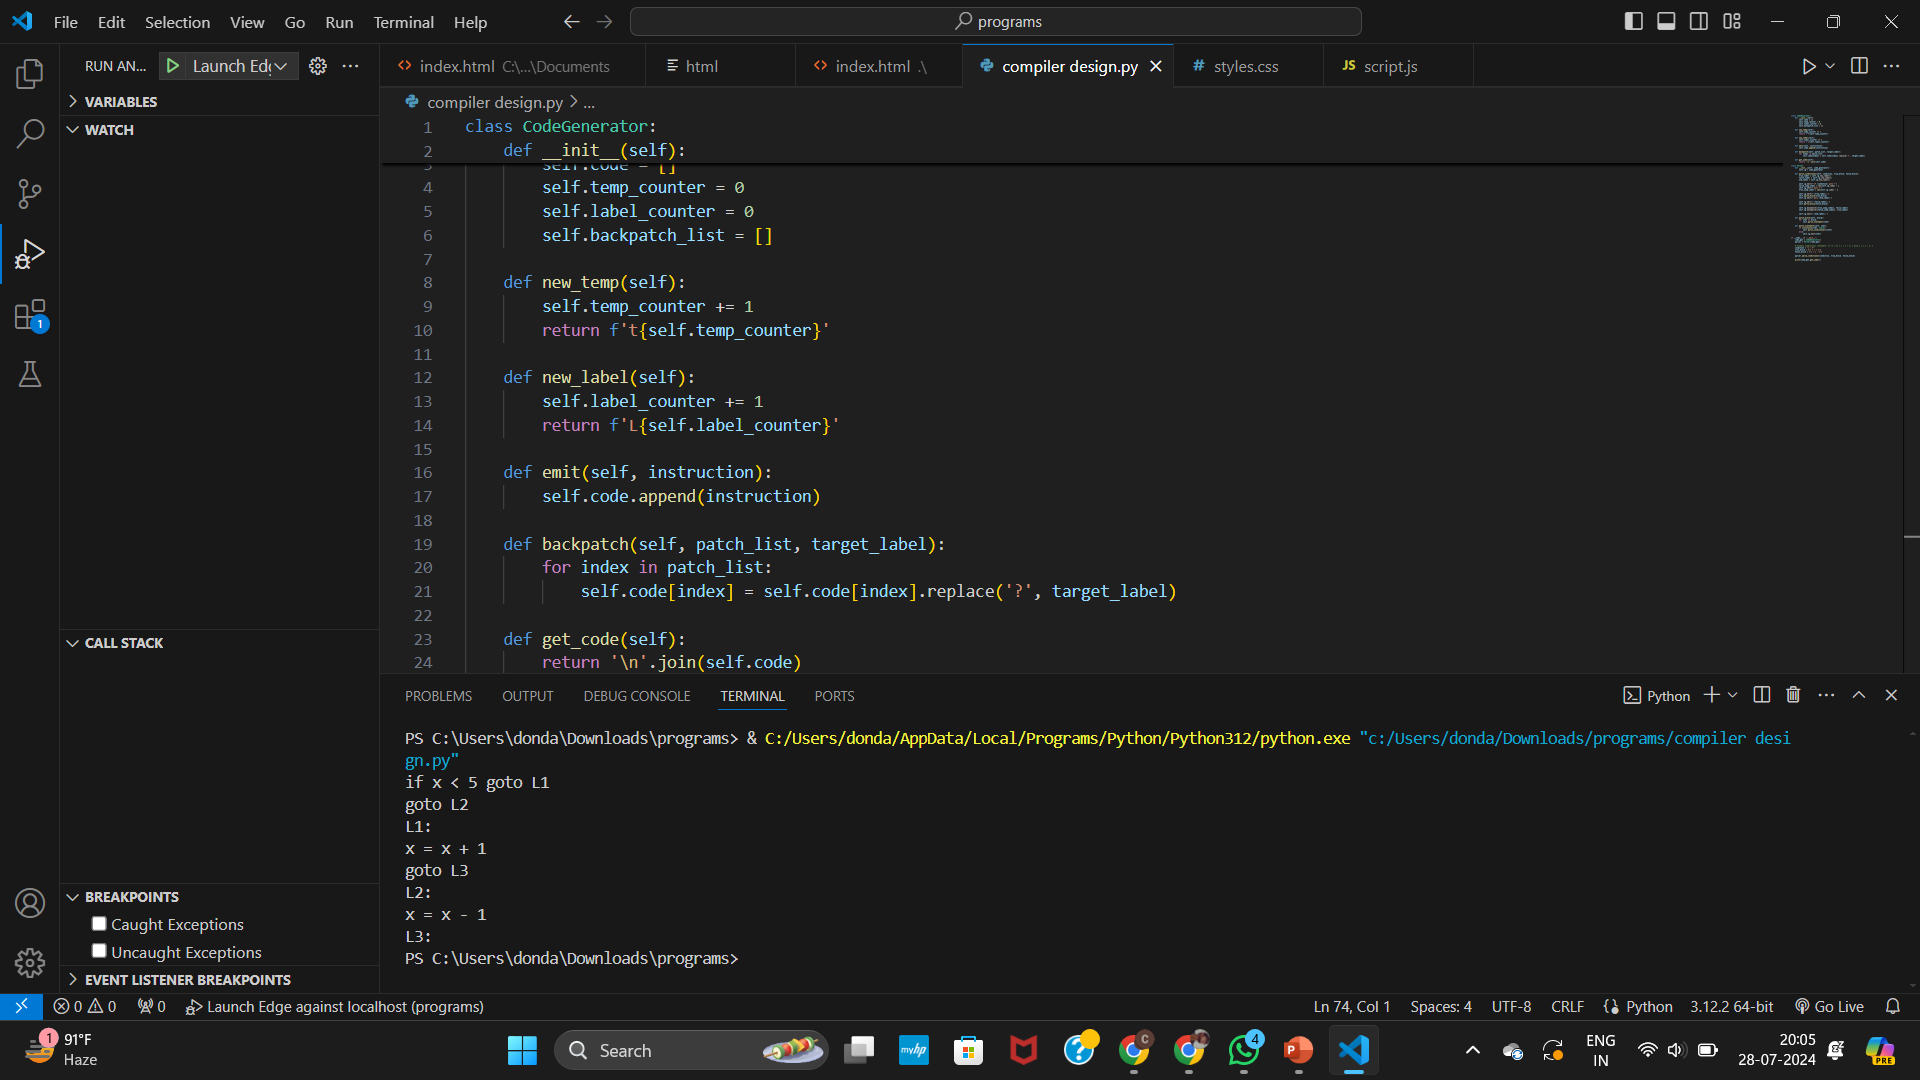 File Edit Selection View Go Run Terminal Help
programs
RUN AN... Launch Edg
index.html C:\...\Documents
html
index.html .\
compiler design.py
styles.css
JS script.js
VARIABLES
WATCH
CALL STACK
BREAKPOINTS
Caught Exceptions
Uncaught Exceptions
EVENT LISTENER BREAKPOINTS
1
compiler design.py > ...
1 class CodeGenerator:
2 def __init__(self):
3 self.code = []
4 self.temp_counter = 0
5 self.label_counter = 0
6 self.backpatch_list = []
7
8 def new_temp(self):
9 self.temp_counter += 1
10 return f't{self.temp_counter}'
11
12 def new_label(self):
13 self.label_counter += 1
14 return f'L{self.label_counter}'
15
16 def emit(self, instruction):
17 self.code.append(instruction)
18
19 def backpatch(self, patch_list, target_label):
20 for index in patch_list:
21 self.code[index] = self.code[index].replace('?', target_label)
22
23 def get_code(self):
24 return '\n'.join(self.code)
PROBLEMS OUTPUT DEBUG CONSOLE TERMINAL PORTS
Python
PS C:\Users\donda\Downloads\programs> & C:/Users/donda/AppData/Local/Programs/Python/Python312/python.exe "c:/Users/donda/Downloads/programs/compiler desi
gn.py"
if x < 5 goto L1
goto L2
L1:
x = x + 1
goto L3
L2:
x = x - 1
L3:
PS C:\Users\donda\Downloads\programs>
0 0 0 Launch Edge against localhost (programs)
Ln 74, Col 1 Spaces: 4 UTF-8 CRLF Python 3.12.2 64-bit Go Live
1 91°F
Haze
Search
myhp
C
4
P
ENG
IN
20:05
28-07-2024
PRE